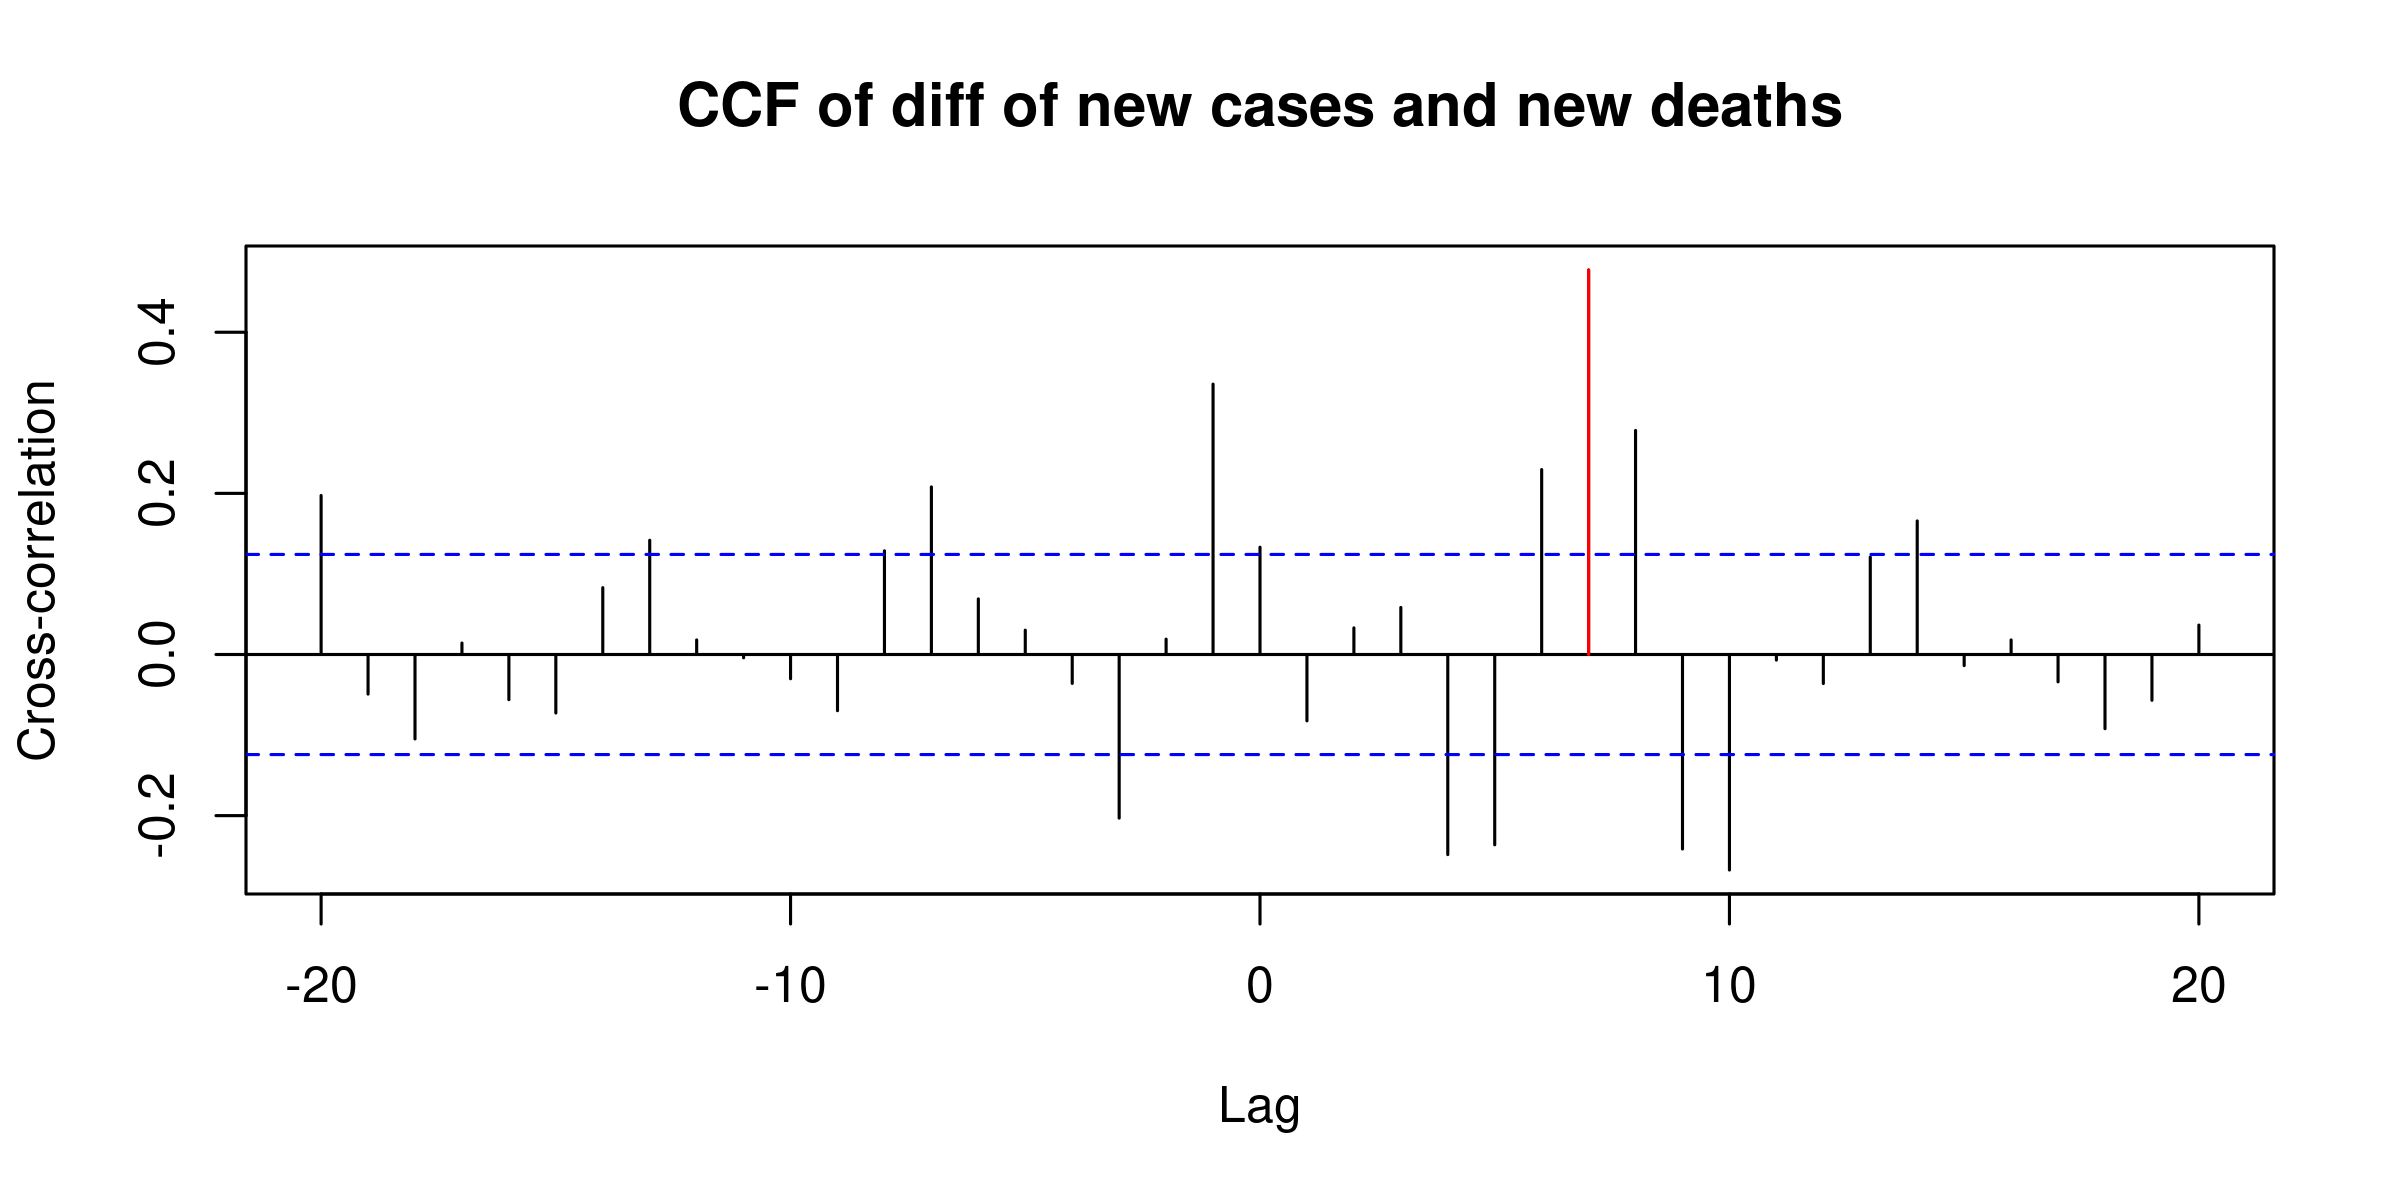 CCF of diff of new cases and new deaths
Cross-correlation
0.4
0.2
0.0
-0.2
-20 -10 0 10 20
Lag